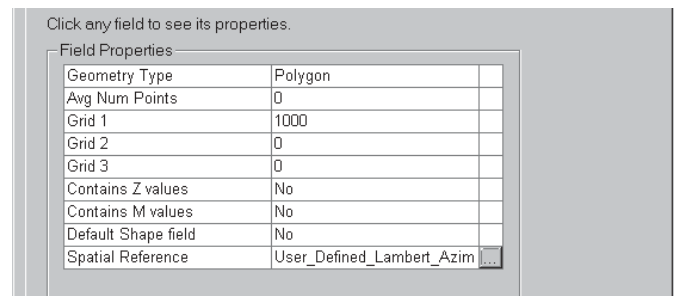 Click any field to see its properties.
Field Properties
Geometry Type Polygon
Avg Num Points 0
Grid 1 1000
Grid 2 0
Grid 3 0
Contains Z values No
Contains M values No
Default Shape field No
Spatial Reference User_Defined_Lambert_Azim ...